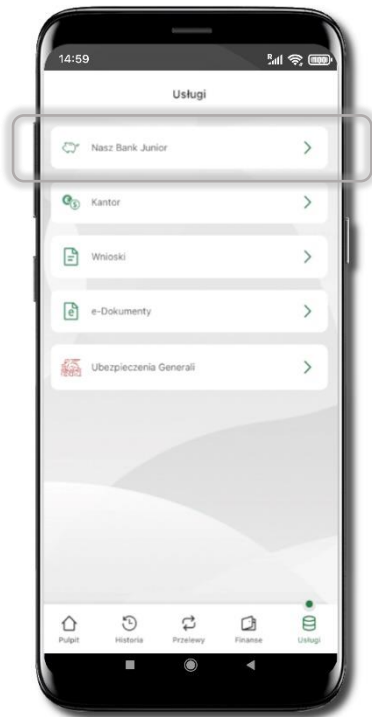 14:59
Usługi
Nasz Bank Junior
Kantor
Wnioski
e-Dokumenty
Ubezpieczenia Generali
Pulpit Historia Przelewy Finanse Usługi